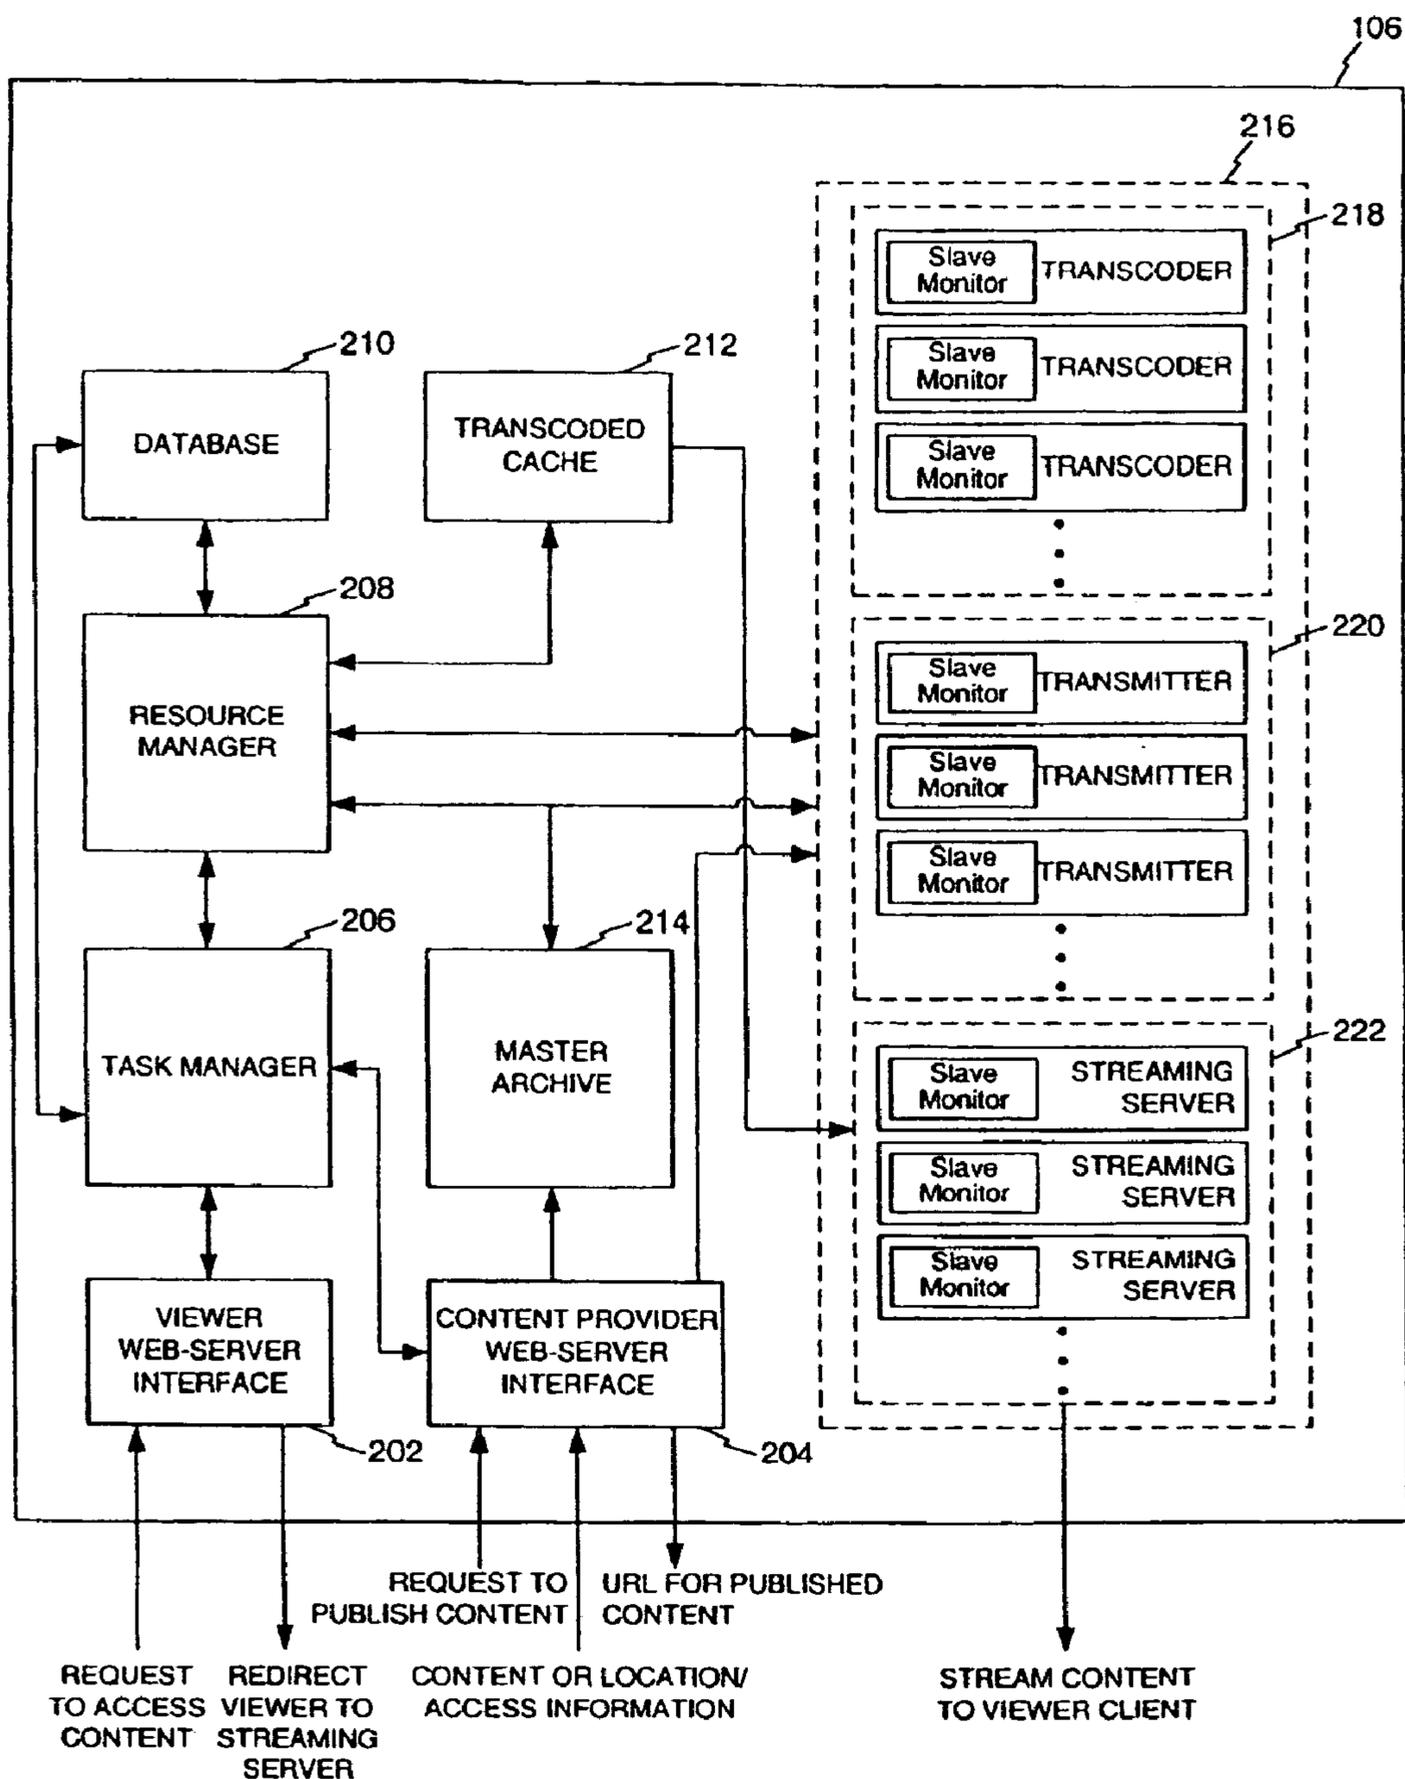 106
216
218
Slave
Monitor
TRANSCODER
Slave
Monitor
TRANSCODER
Slave
Monitor
TRANSCODER
210
DATABASE
212
TRANSCODED
CACHE
208
RESOURCE
MANAGER
220
Slave
Monitor
TRANSMITTER
Slave
Monitor
TRANSMITTER
Slave
Monitor
TRANSMITTER
206
TASK MANAGER
214
MASTER
ARCHIVE
222
Slave
Monitor
STREAMING
SERVER
Slave
Monitor
STREAMING
SERVER
Slave
Monitor
STREAMING
SERVER
VIEWER
WEB-SERVER
INTERFACE
202
CONTENT PROVIDER
WEB-SERVER
INTERFACE
204
REQUEST TO
PUBLISH CONTENT
URL FOR PUBLISHED
CONTENT
REQUEST
TO ACCESS
CONTENT
REDIRECT
VIEWER TO
STREAMING
SERVER
CONTENT OR LOCATION/
ACCESS INFORMATION
STREAM CONTENT
TO VIEWER CLIENT